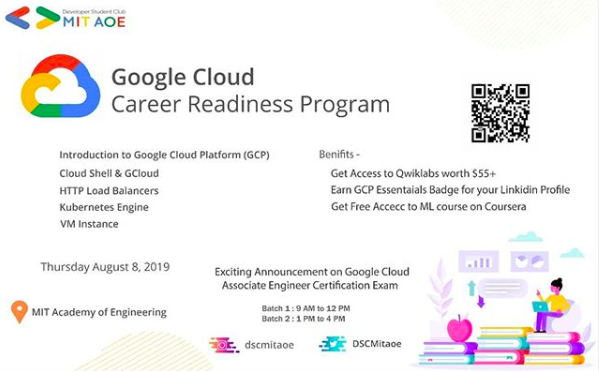 Developer Student Club
MIT AOE
Google Cloud
Career Readiness Program
Introduction to Google Cloud Platform (GCP)
Cloud Shell & GCloud
HTTP Load Balancers
Kubernetes Engine
VM Instance
Benifits -
Get Access to Qwiklabs worth $55+
Earn GCP Essentaials Badge for your Linkidin Profile
Get Free Accecc to ML course on Coursera
Thursday August 8, 2019
MIT Academy of Engineering
Exciting Announcement on Google Cloud
Associate Engineer Certification Exam
Batch 1 : 9 AM to 12 PM
Batch 2 : 1 PM to 4 PM
dscmitaoe
DSCMitaoe